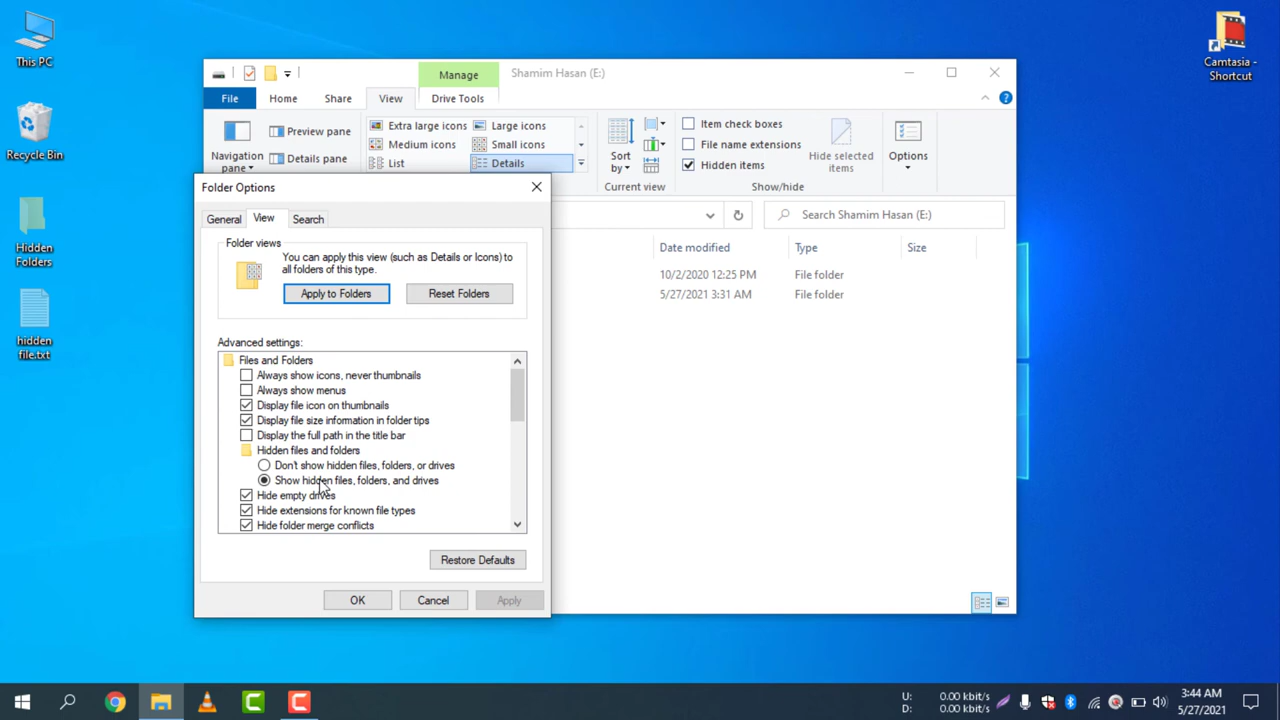 This PC
Recycle Bin
Hidden
Folders
hidden
file.txt
Camtasia -
Shortcut
Manage
Shamim Hasan (E:)
File
Home
Share
View
Drive Tools
Navigation
pane
Preview pane
Details pane
Extra large icons
Large icons
Medium icons
Small icons
List
Details
Sort
by
Current view
Item check boxes
File name extensions
Hidden items
Hide selected
items
Show/hide
Options
Search Shamim Hasan (E:)
Date modified
Type
Size
10/2/2020 12:25 PM
File folder
5/27/2021 3:31 AM
File folder
Folder Options
General
View
Search
Folder views
You can apply this view (such as Details or Icons) to
all folders of this type.
Apply to Folders
Reset Folders
Advanced settings:
Files and Folders
Always show icons, never thumbnails
Always show menus
Display file icon on thumbnails
Display file size information in folder tips
Display the full path in the title bar
Hidden files and folders
Don't show hidden files, folders, or drives
Show hidden files, folders, and drives
Hide empty drives
Hide extensions for known file types
Hide folder merge conflicts
Restore Defaults
OK
Cancel
Apply
U: 0.00 kbit/s
D: 0.00 kbit/s
3:44 AM
5/27/2021